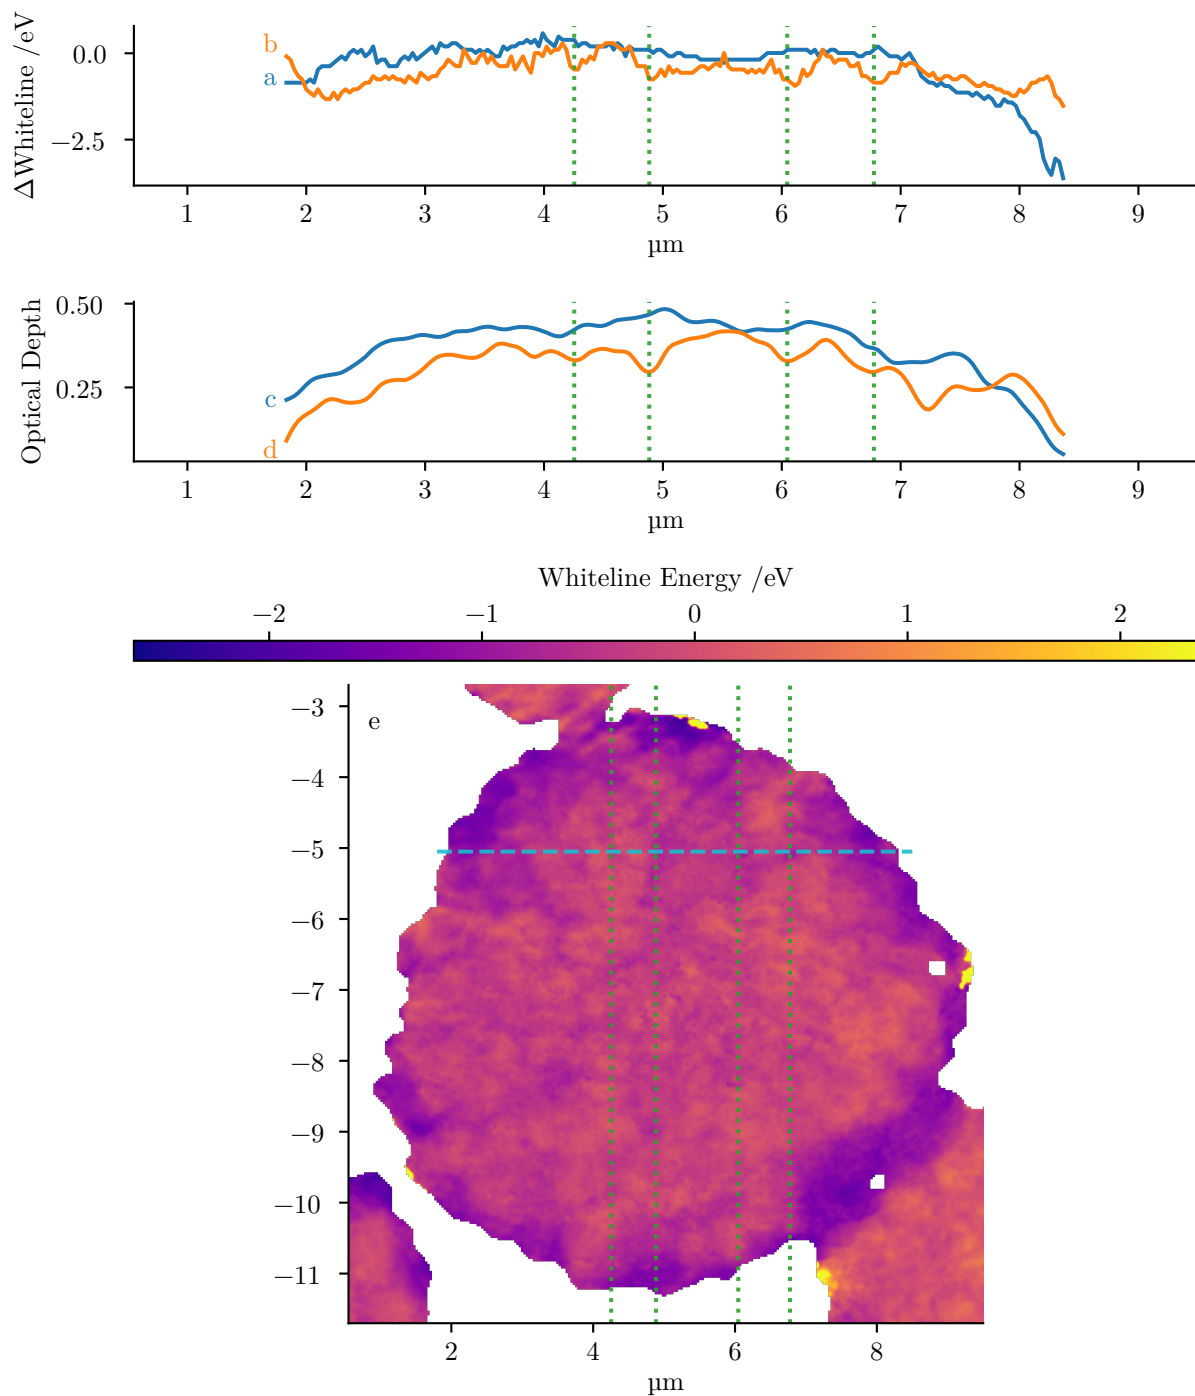 ΔWhiteline /eV
0.0
−2.5
b
a
1 2 3 4 5 6 7 8 9
µm
Optical Depth
0.50
0.25
c
d
1 2 3 4 5 6 7 8 9
µm
Whiteline Energy /eV
−2 −1 0 1 2
e
−3
−4
−5
−6
−7
−8
−9
−10
−11
2 4 6 8
µm